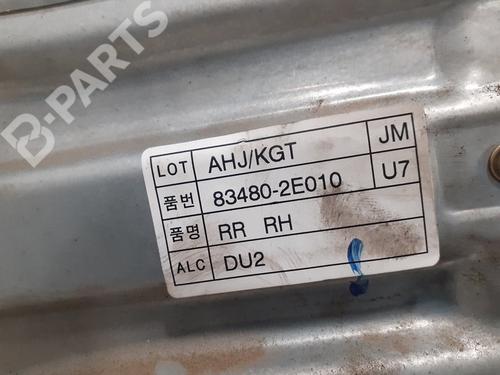 B-PARTS
LOT AHJ/KGT JM
품번 83480-2E010 U7
품명 RR RH
ALC DU2